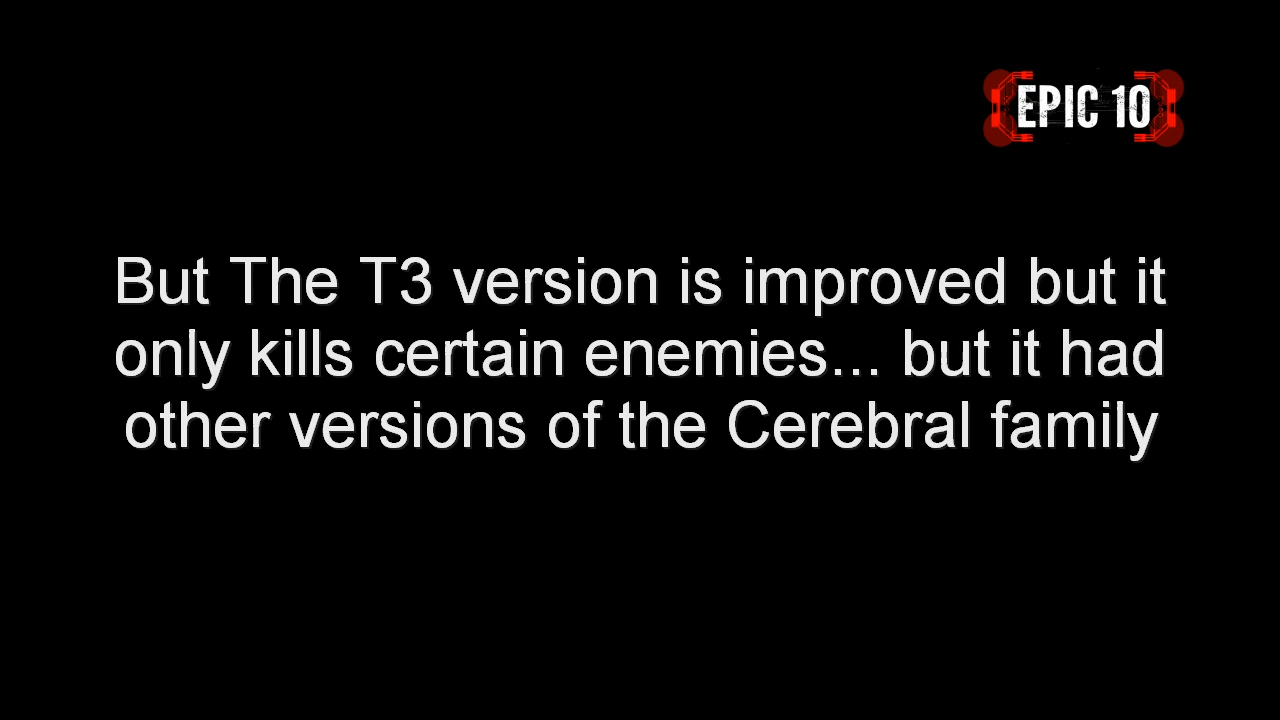 EPIC 10
But The T3 version is improved but it
only kills certain enemies... but it had
other versions of the Cerebral family